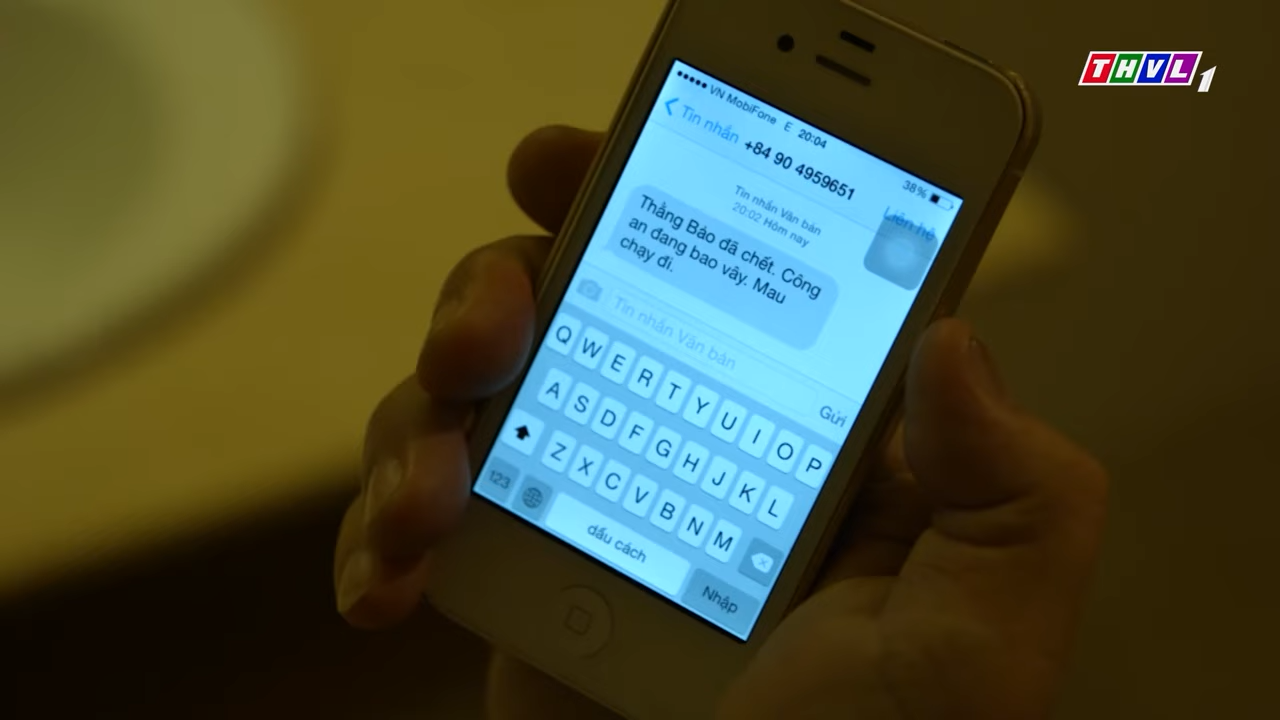 THVL1
VN MobiFone E 20:04 38%
Tin nhắn +84 90 4959651 Liên hệ
Tin nhắn Văn bản
20:02 Hôm nay
Thằng Báo đã chết. Công
an đang bao vây. Mau
chạy đi.
Tin nhắn Văn bản Gửi
Q W E R T Y U I O P
A S D F G H J K L
Z X C V B N M
123 dấu cách Nhập